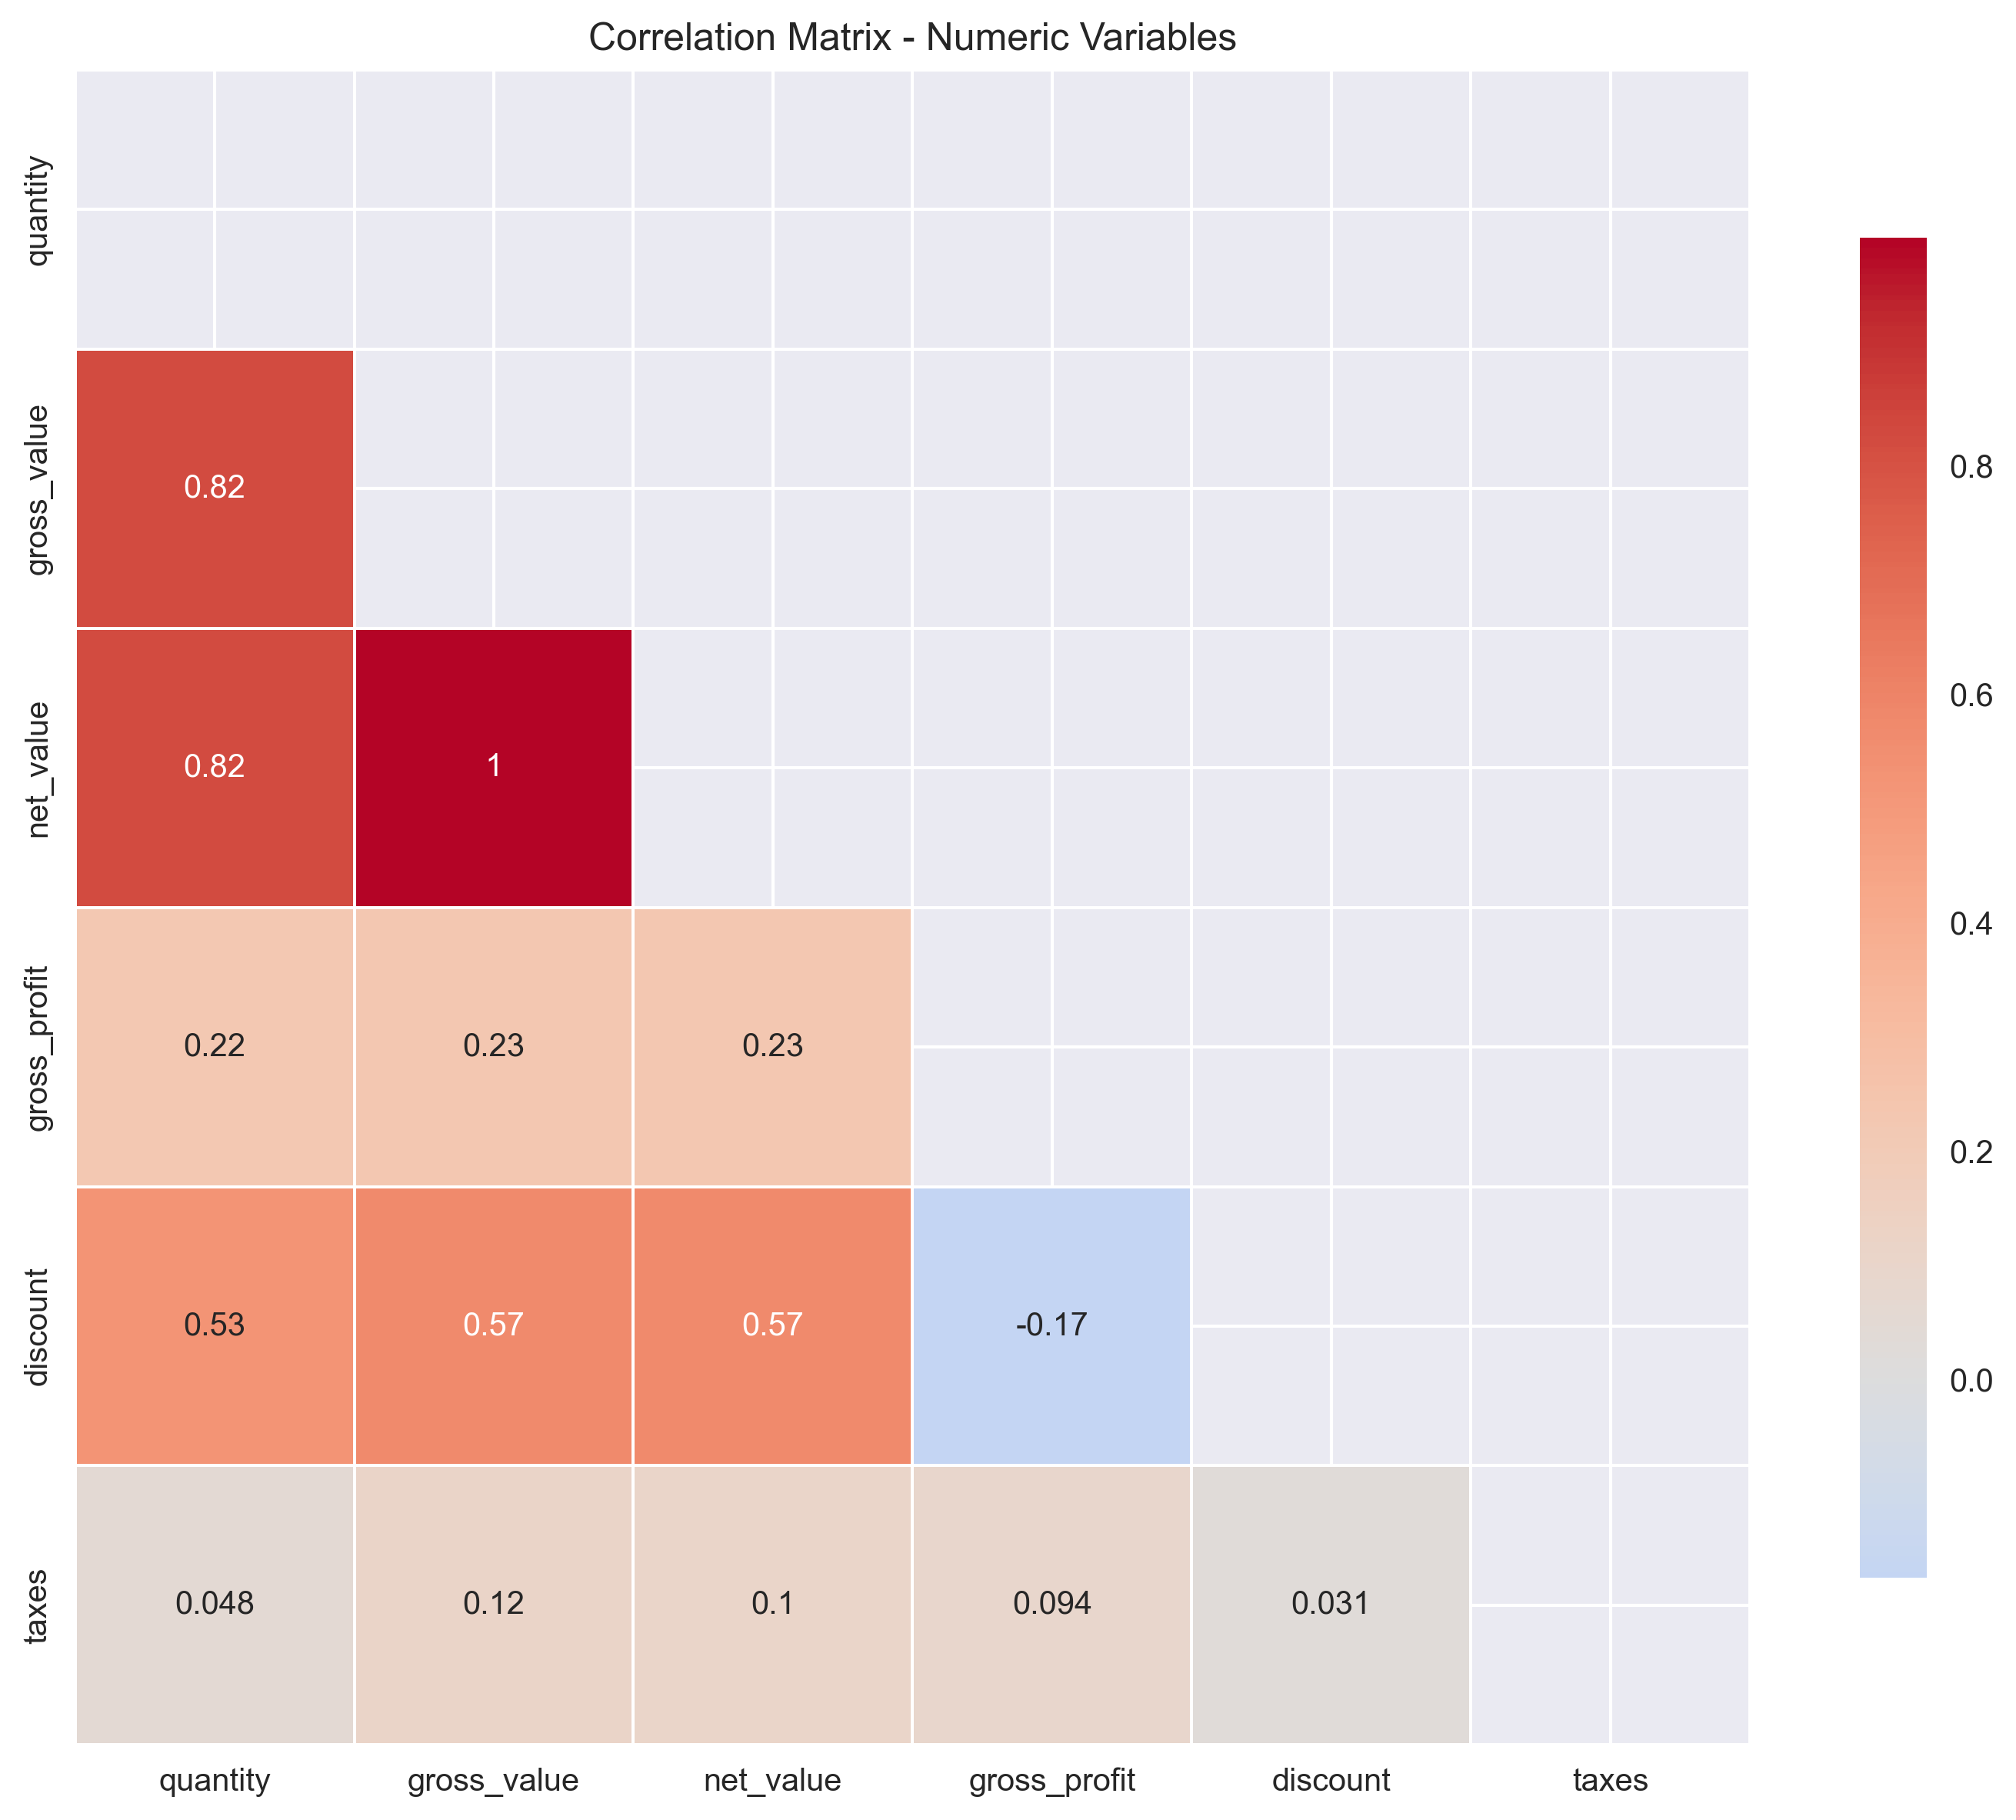 Correlation Matrix - Numeric Variables
quantity
gross_value
0.82
0.8
net_value
0.82 1
0.6
gross_profit
0.22 0.23 0.23
0.4
0.2
discount
0.53 0.57 0.57 -0.17
0.0
taxes
0.048 0.12 0.1 0.094 0.031
quantity gross_value net_value gross_profit discount taxes